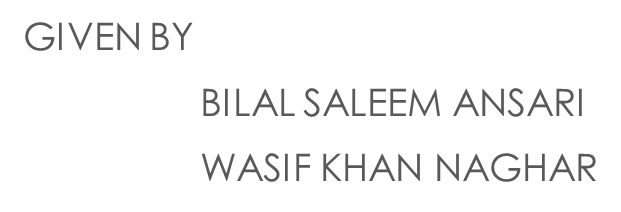 GIVEN BY
BILAL SALEEM ANSARI
WASIF KHAN NAGHAR